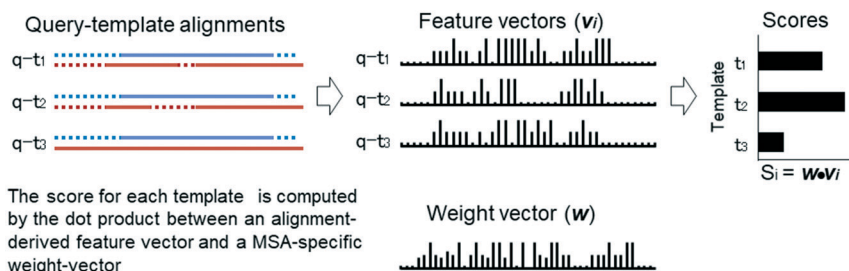 Query-template alignments
q-t1
q-t2
q-t3
The score for each template is computed
by the dot product between an alignment-
derived feature vector and a MSA-specific
weight-vector
Feature vectors (vi)
q-t1
q-t2
q-t3
Weight vector (w)
Scores
Template
t1
t2
t3
Si = w•vi